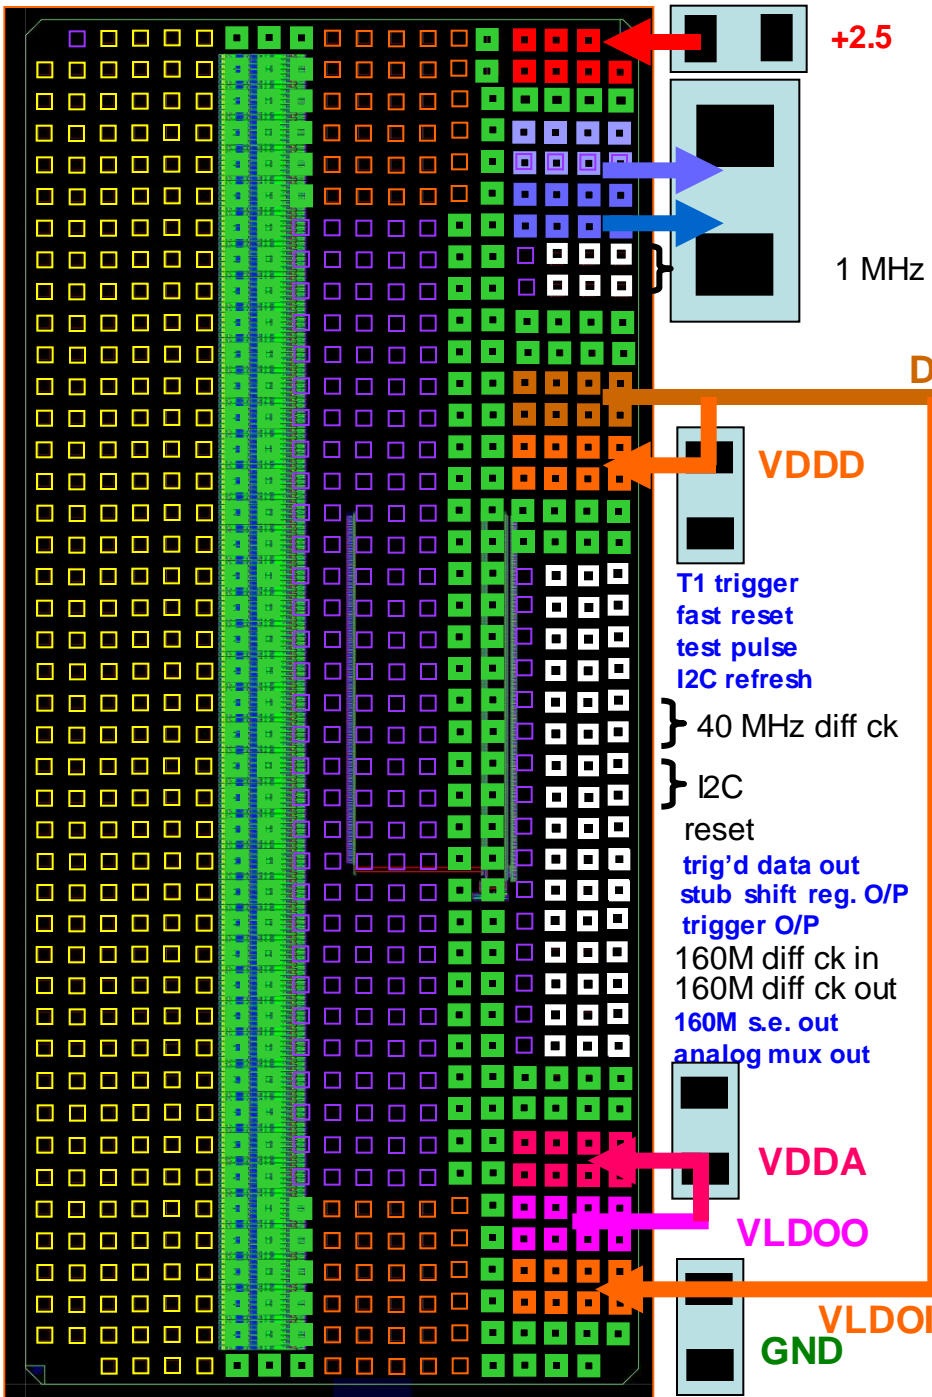 +2.5
1 MHz
D
VDDD
T1 trigger
fast reset
test pulse
I2C refresh
40 MHz diff ck
I2C
reset
trig'd data out
stub shift reg. O/P
trigger O/P
160M diff ck in
160M diff ck out
160M s.e. out
analog mux out
VDDA
VLDOO
VLDOI
GND